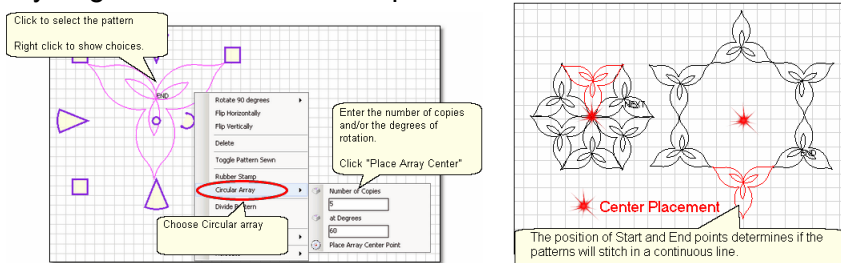 Click to select the pattern
Right click to show choices.
END
Rotate 90 degrees
Flip Horizontally
Flip Vertically
Delete
Toggle Pattern Sewn
Rubber Stamp
Circular Array
Divide Pattern
Choose Circular array
Enter the number of copies
and/or the degrees of
rotation.
Click "Place Array Center"
Number of Copies
5
at Degrees
60
Place Array Center Point
NEXT
END
Center Placement
The position of Start and End points determines if the
patterns will stitch in a continuous line.